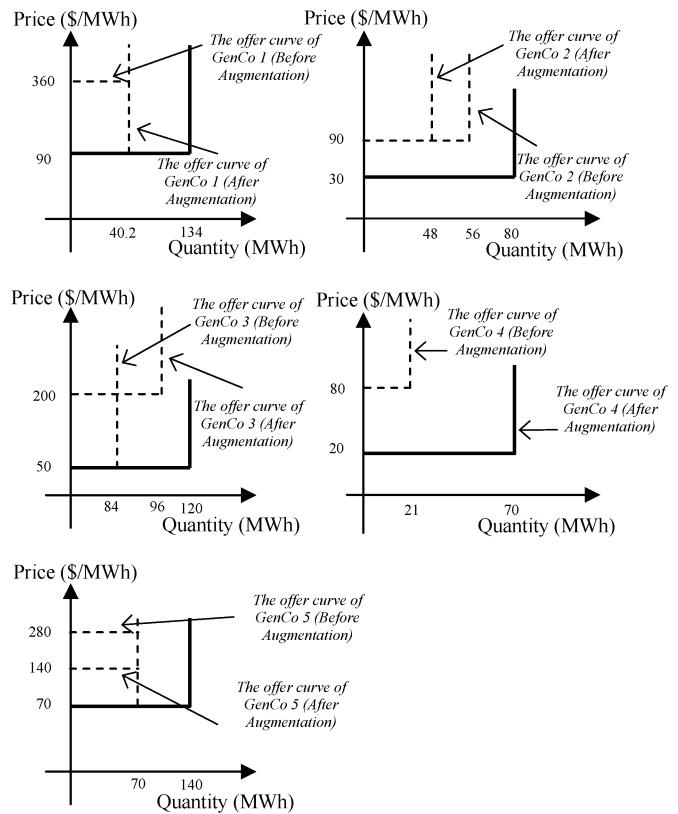 Price ($/MWh)
360
90
The offer curve of
GenCo 1 (Before
Augmentation)
The offer curve of
GenCo 1 (After
Augmentation)
40.2
134
Quantity (MWh)
Price ($/MWh)
90
30
The offer curve of
GenCo 2 (After
Augmentation)
The offer curve of
GenCo 2 (Before
Augmentation)
48
56
80
Quantity (MWh)
Price ($/MWh)
200
50
The offer curve of
GenCo 3 (Before
Augmentation)
The offer curve of
GenCo 3 (After
Augmentation)
84
96
120
Quantity (MWh)
Price ($/MWh)
80
20
The offer curve of
GenCo 4 (Before
Augmentation)
The offer curve of
GenCo 4 (After
Augmentation)
21
70
Quantity (MWh)
Price ($/MWh)
280
140
70
The offer curve of
GenCo 5 (Before
Augmentation)
The offer curve of
GenCo 5 (After
Augmentation)
70
140
Quantity (MWh)